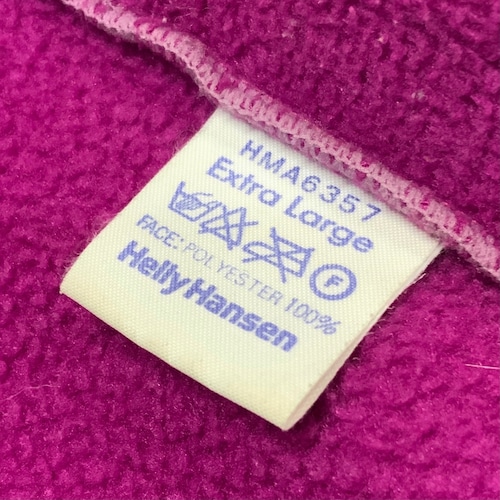 HMA6357
Extra Large
F
FACE: POLYESTER 100%
Helly Hansen